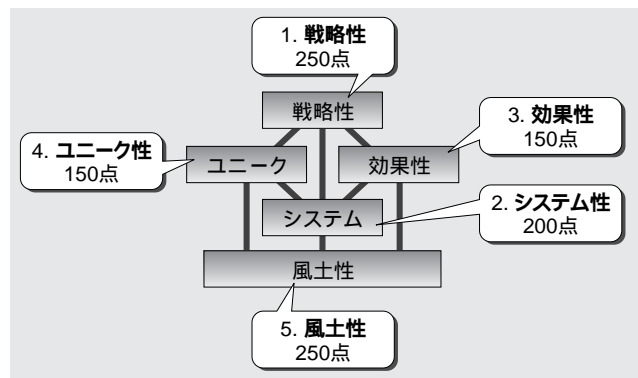 1. 戦略性
250点
戦略性
3. 効果性
150点
4. ユニーク性
150点
ユニーク
効果性
2. システム性
200点
システム
風土性
5. 風土性
250点